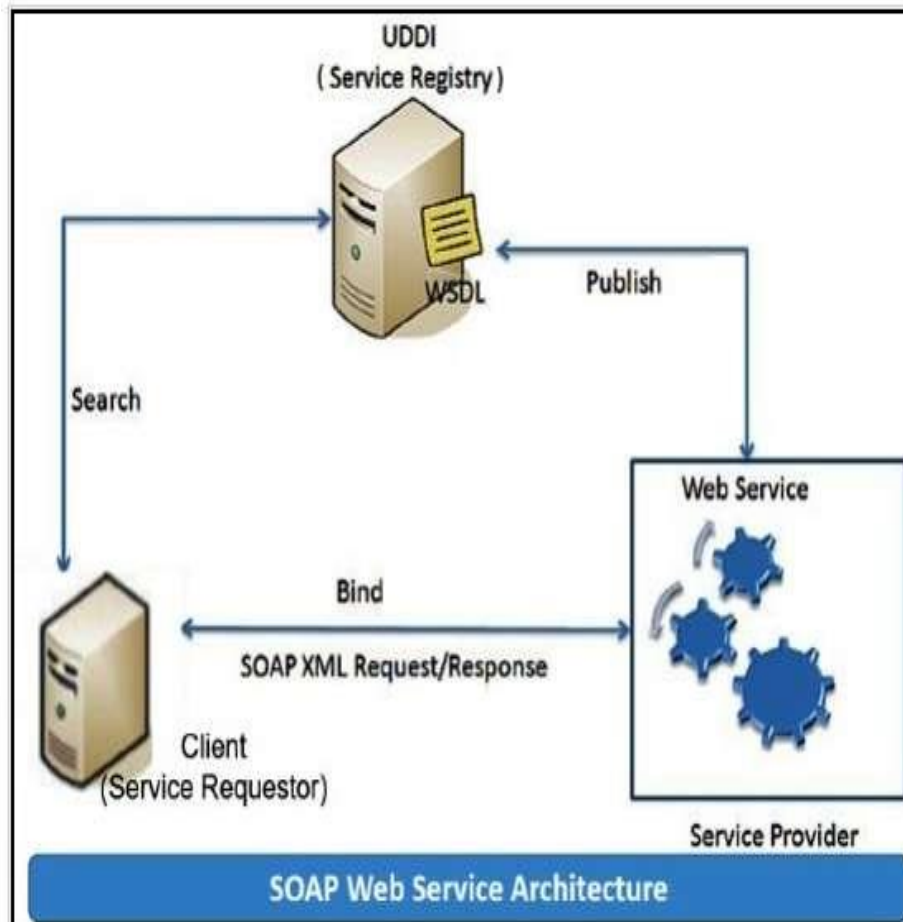 UDDI
( Service Registry )
WSDL
Publish
Search
Web Service
Bind
SOAP XML Request/Response
Client
(Service Requestor)
Service Provider
SOAP Web Service Architecture